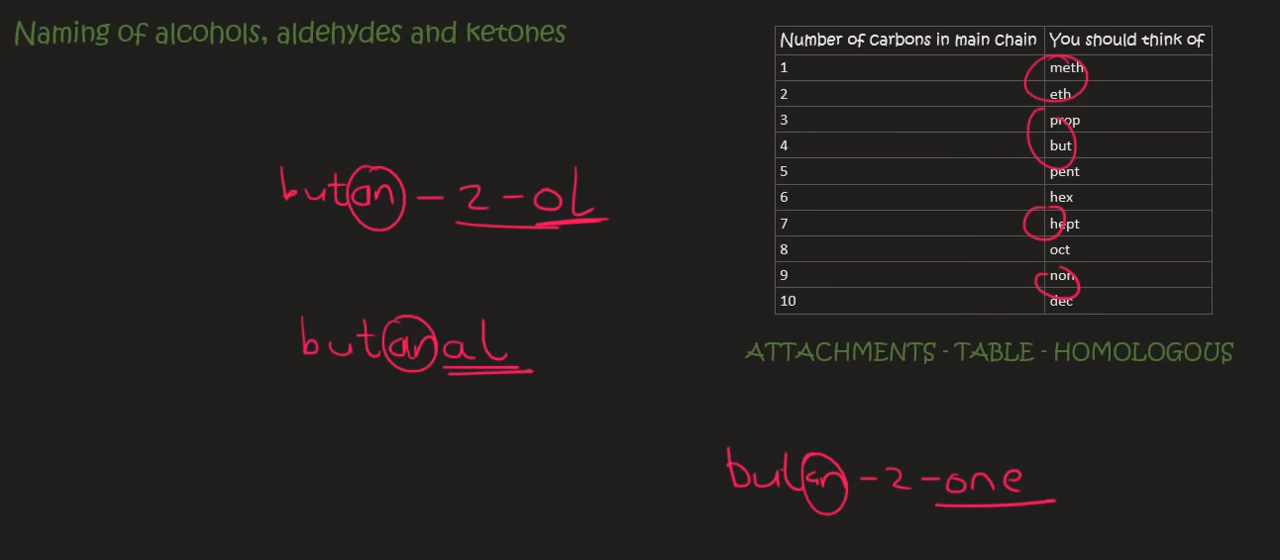 Naming of alcohols, aldehydes and ketones
Number of carbons in main chain You should think of
1 meth
2 eth
3 prop
4 but
5 pent
6 hex
7 hept
8 oct
9 non
10 dec
butan - 2 - ol
butanal
ATTACHMENTS - TABLE - HOMOLOGOUS
butan - 2 - one